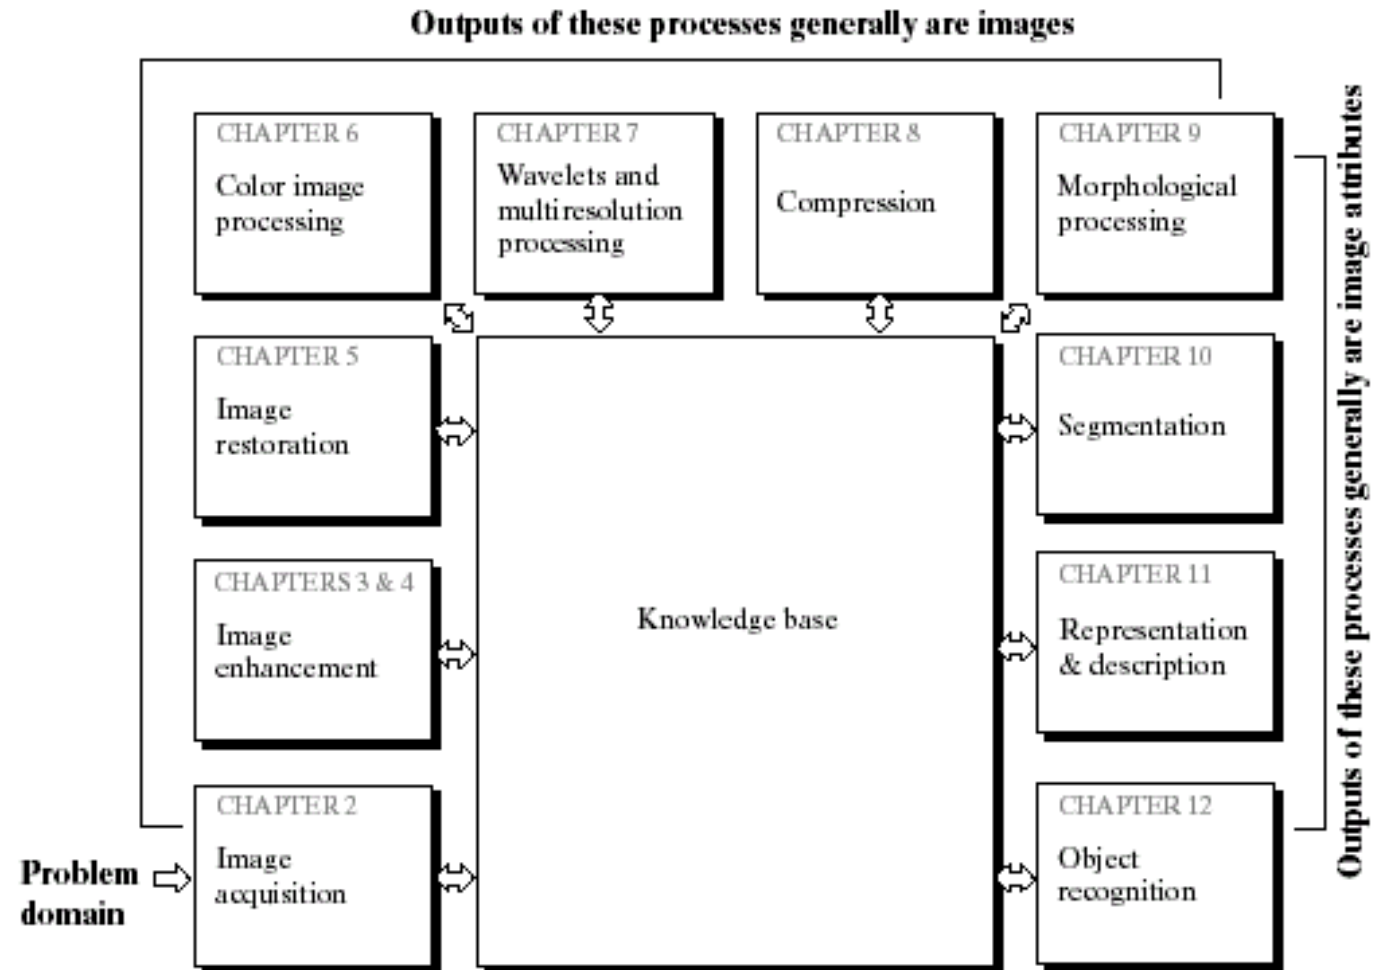 Outputs of these processes generally are images
CHAPTER 6
Color image
processing
CHAPTER 7
Wavelets and
multiresolution
processing
CHAPTER 8
Compression
CHAPTER 9
Morphological
processing
Outputs of these processes generally are image attributes
CHAPTER 5
Image
restoration
CHAPTER 10
Segmentation
CHAPTERS 3 & 4
Image
enhancement
Knowledge base
CHAPTER 11
Representation
& description
Problem
domain
CHAPTER 2
Image
acquisition
CHAPTER 12
Object
recognition